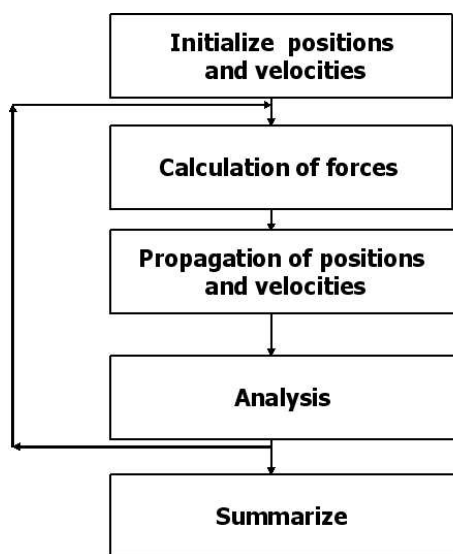 Initialize positions
and velocities
Calculation of forces
Propagation of positions
and velocities
Analysis
Summarize